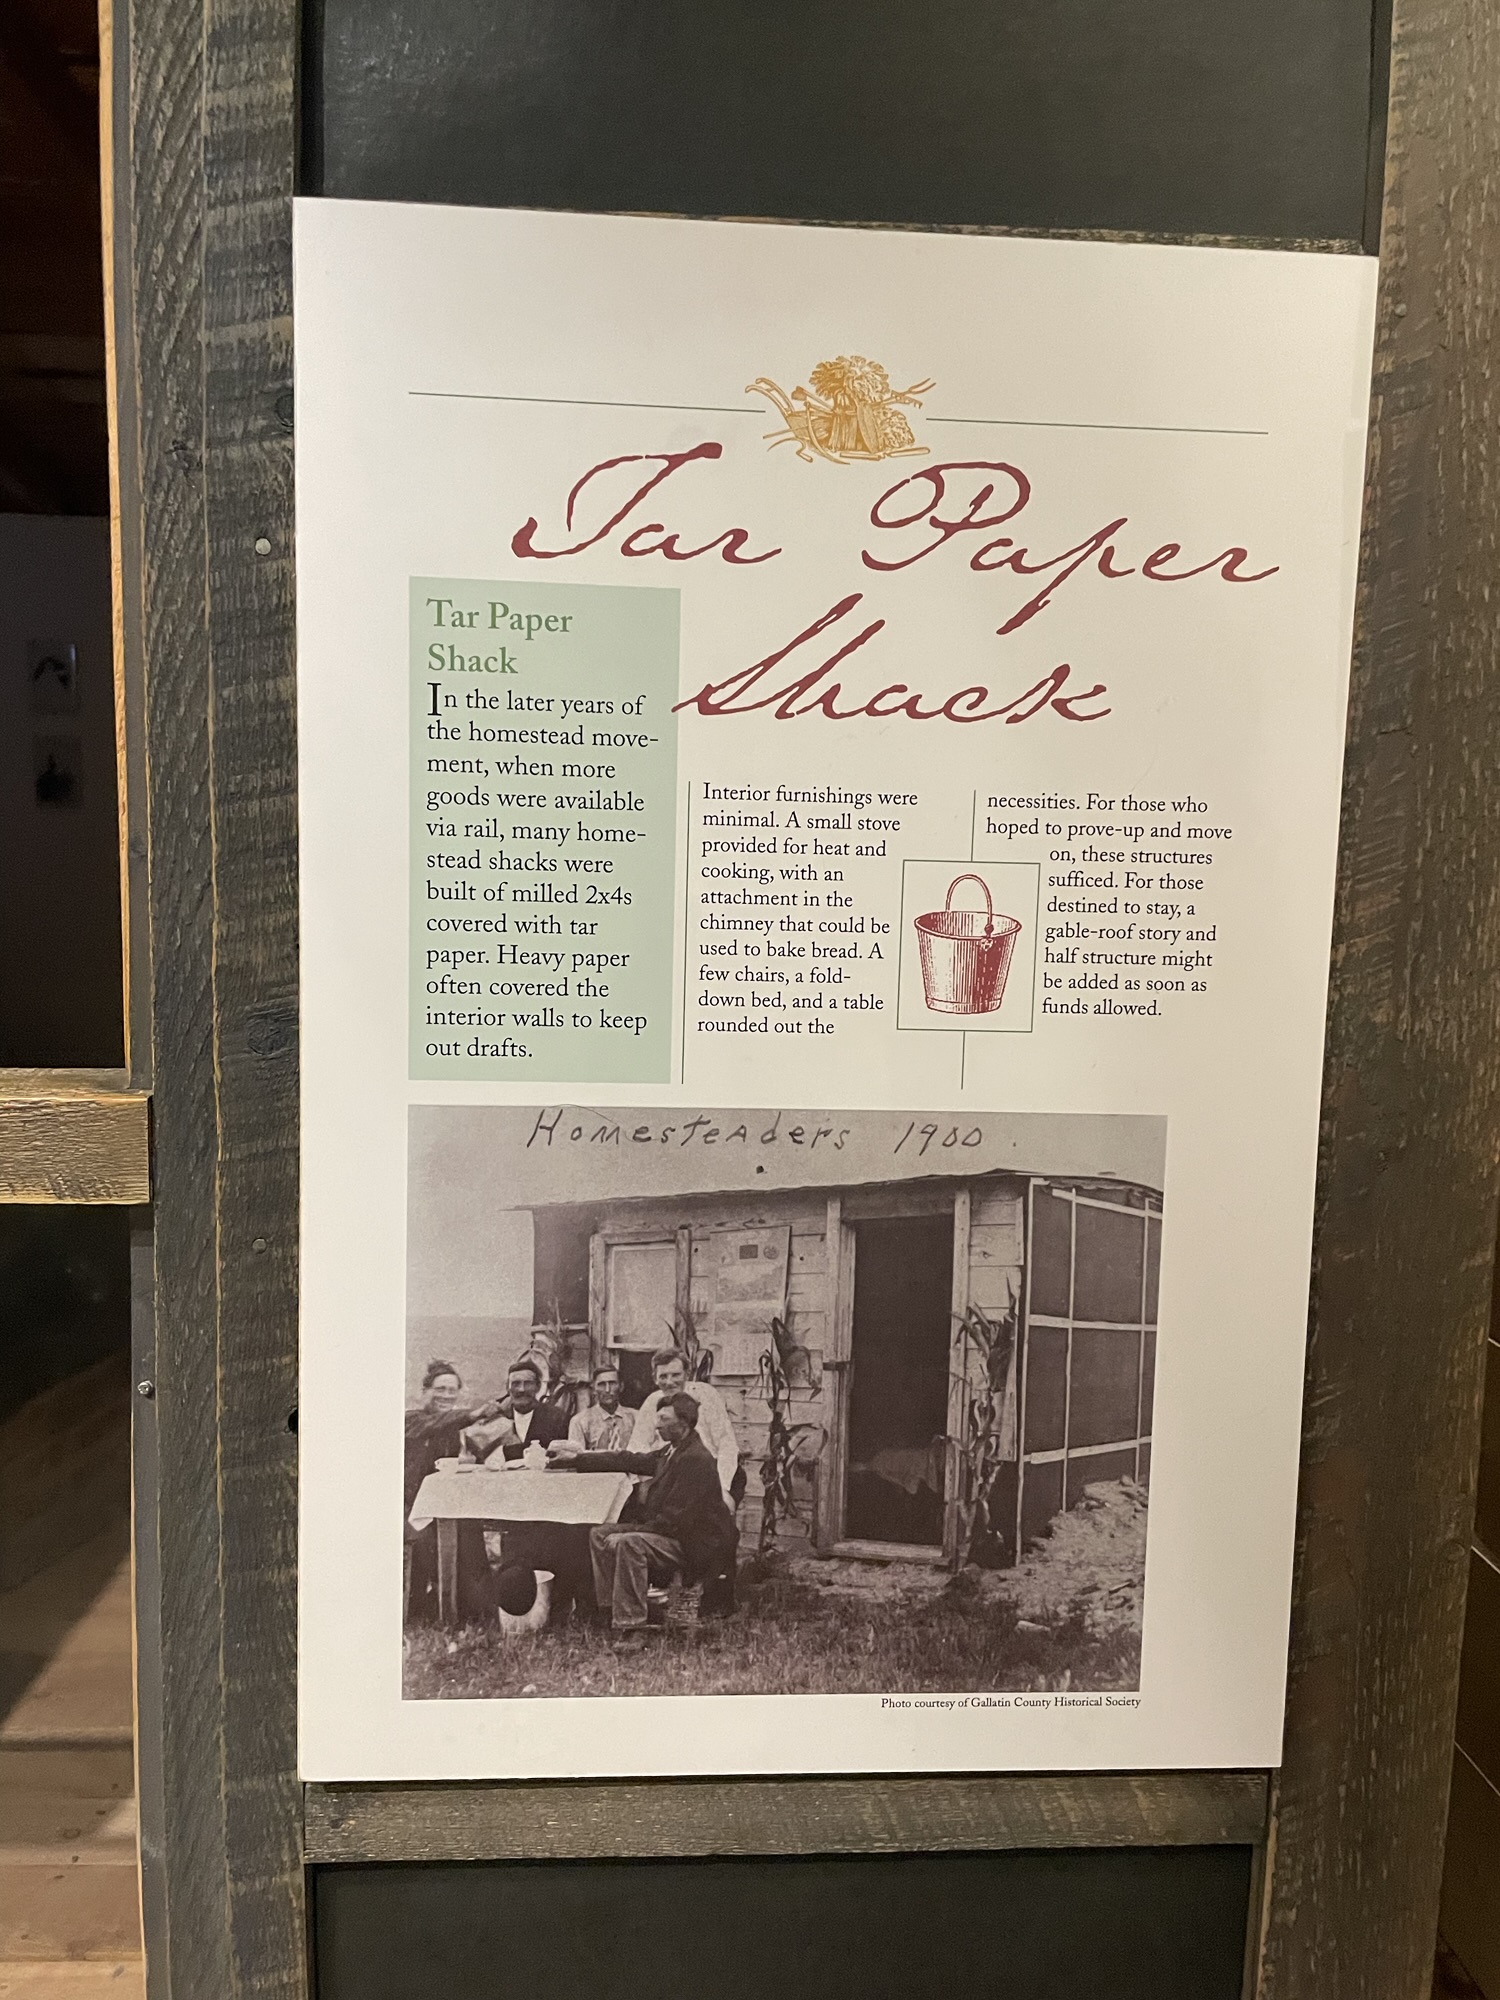 Tar Paper
Shack
Tar Paper
Shack
In the later years of
the homestead move-
ment, when more
goods were available
via rail, many home-
stead shacks were
built of milled 2x4s
covered with tar
paper. Heavy paper
often covered the
interior walls to keep
out drafts.
Interior furnishings were
minimal. A small stove
provided for heat and
cooking, with an
attachment in the
chimney that could be
used to bake bread. A
few chairs, a fold-
down bed, and a table
rounded out the
necessities. For those who
hoped to prove-up and move
on, these structures
sufficed. For those
destined to stay, a
gable-roof story and
half structure might
be added as soon as
funds allowed.
Homesteaders 1900.
Photo courtesy of Gallatin County Historical Society